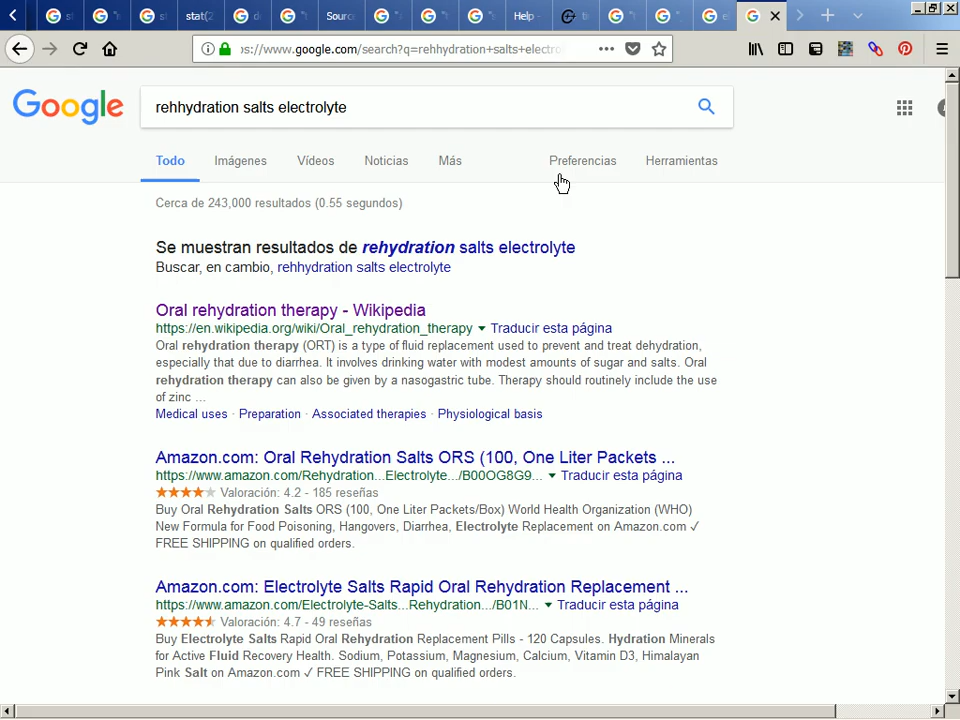 stat(2
Sourc
Help -
://www.google.com/search?q=rehhydration+salts+electro
Google
rehhydration salts electrolyte
Todo Imágenes Vídeos Noticias Más Preferencias Herramientas
Cerca de 243,000 resultados (0.55 segundos)
Se muestran resultados de rehydration salts electrolyte
Buscar, en cambio, rehhydration salts electrolyte
Oral rehydration therapy - Wikipedia
https://en.wikipedia.org/wiki/Oral_rehydration_therapy Traducir esta página
Oral rehydration therapy (ORT) is a type of fluid replacement used to prevent and treat dehydration,
especially that due to diarrhea. It involves drinking water with modest amounts of sugar and salts. Oral
rehydration therapy can also be given by a nasogastric tube. Therapy should routinely include the use
of zinc ...
Medical uses · Preparation · Associated therapies · Physiological basis
Amazon.com: Oral Rehydration Salts ORS (100, One Liter Packets ...
https://www.amazon.com/Rehydration...Electrolyte.../B00OG8G9... Traducir esta página
Valoración: 4.2 - 185 reseñas
Buy Oral Rehydration Salts ORS (100, One Liter Packets/Box) World Health Organization (WHO)
New Formula for Food Poisoning, Hangovers, Diarrhea, Electrolyte Replacement on Amazon.com ✓
FREE SHIPPING on qualified orders.
Amazon.com: Electrolyte Salts Rapid Oral Rehydration Replacement ...
https://www.amazon.com/Electrolyte-Salts...Rehydration.../B01N... Traducir esta página
Valoración: 4.7 - 49 reseñas
Buy Electrolyte Salts Rapid Oral Rehydration Replacement Pills - 120 Capsules. Hydration Minerals
for Active Fluid Recovery Health. Sodium, Potassium, Magnesium, Calcium, Vitamin D3, Himalayan
Pink Salt on Amazon.com ✓ FREE SHIPPING on qualified orders.